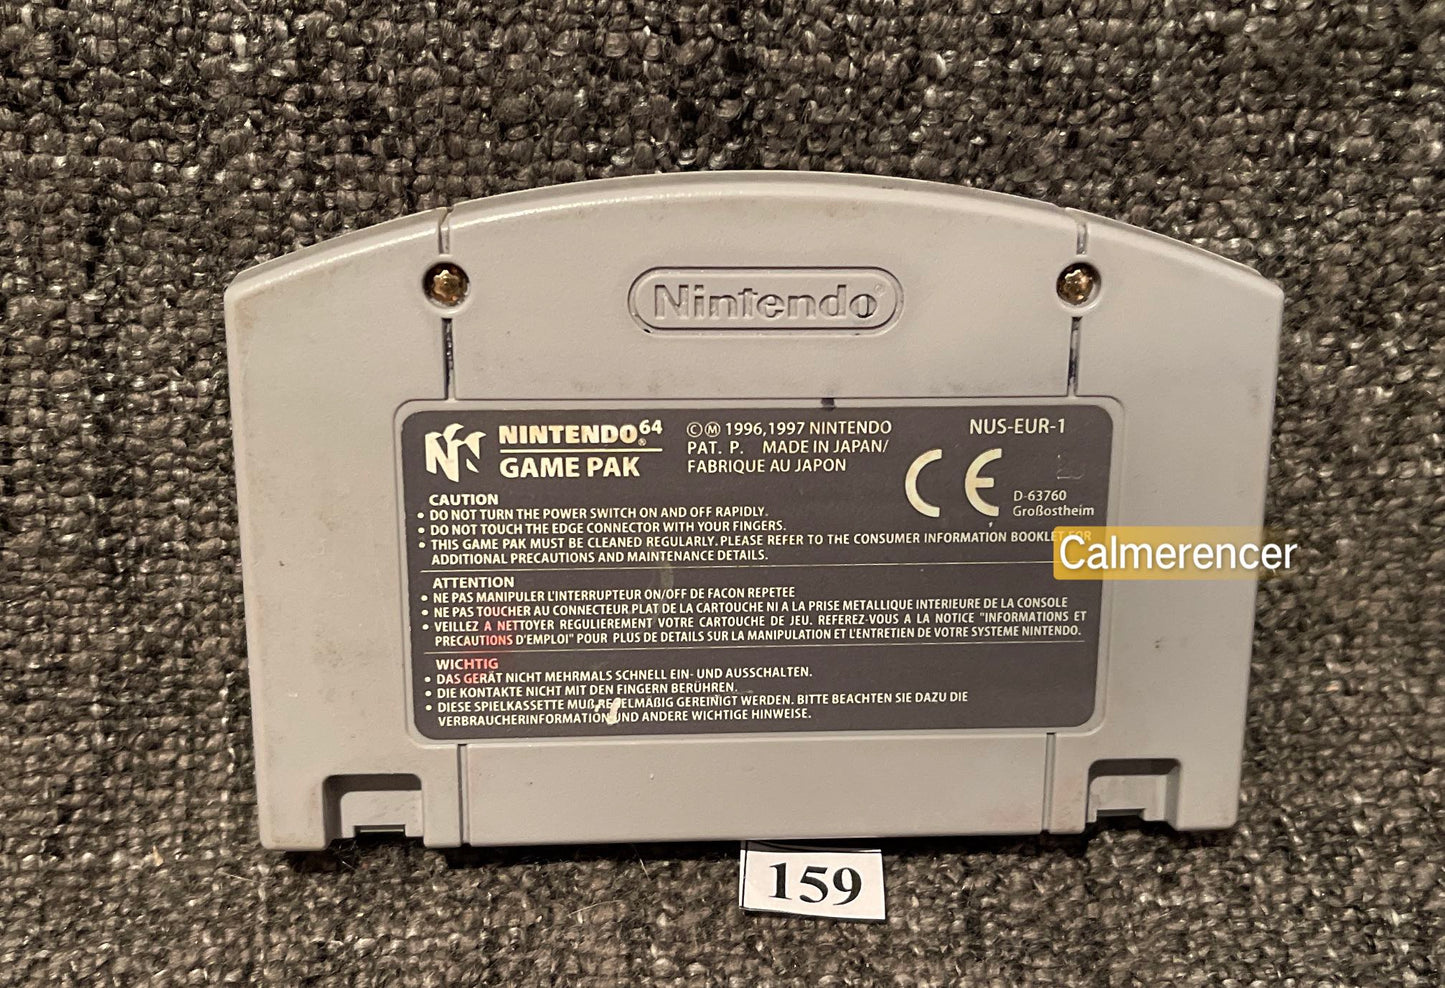 Nintendo
NINTENDO64 ©Ⓜ 1996,1997 NINTENDO NUS-EUR-1
GAME PAK PAT. P. MADE IN JAPAN/
FABRIQUE AU JAPON
CE D-63760
Großostheim
CAUTION
• DO NOT TURN THE POWER SWITCH ON AND OFF RAPIDLY.
• DO NOT TOUCH THE EDGE CONNECTOR WITH YOUR FINGERS.
• THIS GAME PAK MUST BE CLEANED REGULARLY. PLEASE REFER TO THE CONSUMER INFORMATION BOOKLET FOR
ADDITIONAL PRECAUTIONS AND MAINTENANCE DETAILS.
Calmerencer
ATTENTION
• NE PAS MANIPULER L'INTERRUPTEUR ON/OFF DE FACON REPETEE
• NE PAS TOUCHER AU CONNECTEUR PLAT DE LA CARTOUCHE NI A LA PRISE METALLIQUE INTERIEURE DE LA CONSOLE
• VEILLEZ A NETTOYER REGULIEREMENT VOTRE CARTOUCHE DE JEU. REFEREZ-VOUS A LA NOTICE "INFORMATIONS ET
PRECAUTIONS D'EMPLOI" POUR PLUS DE DETAILS SUR LA MANIPULATION ET L'ENTRETIEN DE VOTRE SYSTEME NINTENDO.
WICHTIG
• DAS GERÄT NICHT MEHRMALS SCHNELL EIN- UND AUSSCHALTEN.
• DIE KONTAKTE NICHT MIT DEN FINGERN BERÜHREN.
• DIESE SPIELKASSETTE MUß REGELMÄßIG GEREINIGT WERDEN. BITTE BEACHTEN SIE DAZU DIE
VERBRAUCHERINFORMATION UND ANDERE WICHTIGE HINWEISE.
159